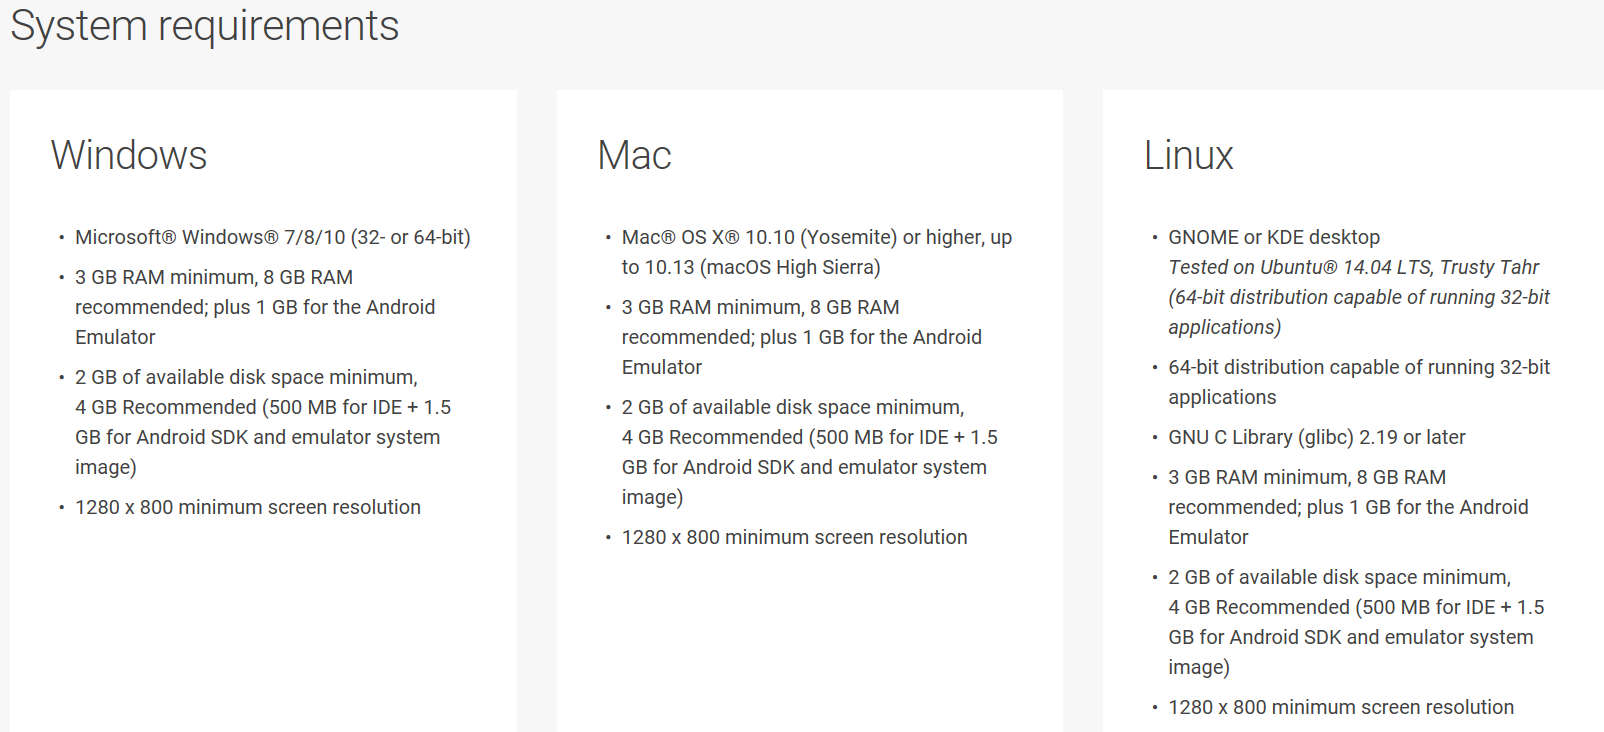 System requirements
Windows
• Microsoft® Windows® 7/8/10 (32- or 64-bit)
• 3 GB RAM minimum, 8 GB RAM
recommended; plus 1 GB for the Android
Emulator
• 2 GB of available disk space minimum,
4 GB Recommended (500 MB for IDE + 1.5
GB for Android SDK and emulator system
image)
• 1280 x 800 minimum screen resolution
Mac
• Mac® OS X® 10.10 (Yosemite) or higher, up
to 10.13 (macOS High Sierra)
• 3 GB RAM minimum, 8 GB RAM
recommended; plus 1 GB for the Android
Emulator
• 2 GB of available disk space minimum,
4 GB Recommended (500 MB for IDE + 1.5
GB for Android SDK and emulator system
image)
• 1280 x 800 minimum screen resolution
Linux
• GNOME or KDE desktop
Tested on Ubuntu® 14.04 LTS, Trusty Tahr
(64-bit distribution capable of running 32-bit
applications)
• 64-bit distribution capable of running 32-bit
applications
• GNU C Library (glibc) 2.19 or later
• 3 GB RAM minimum, 8 GB RAM
recommended; plus 1 GB for the Android
Emulator
• 2 GB of available disk space minimum,
4 GB Recommended (500 MB for IDE + 1.5
GB for Android SDK and emulator system
image)
• 1280 x 800 minimum screen resolution